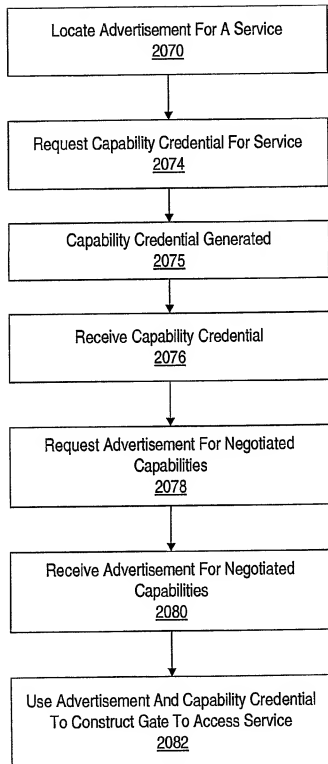 Locate Advertisement For A Service
2070
Request Capability Credential For Service
2074
Capability Credential Generated
2075
Receive Capability Credential
2076
Request Advertisement For Negotiated
Capabilities
2078
Receive Advertisement For Negotiated
Capabilities
2080
Use Advertisement And Capability Credential
To Construct Gate To Access Service
2082